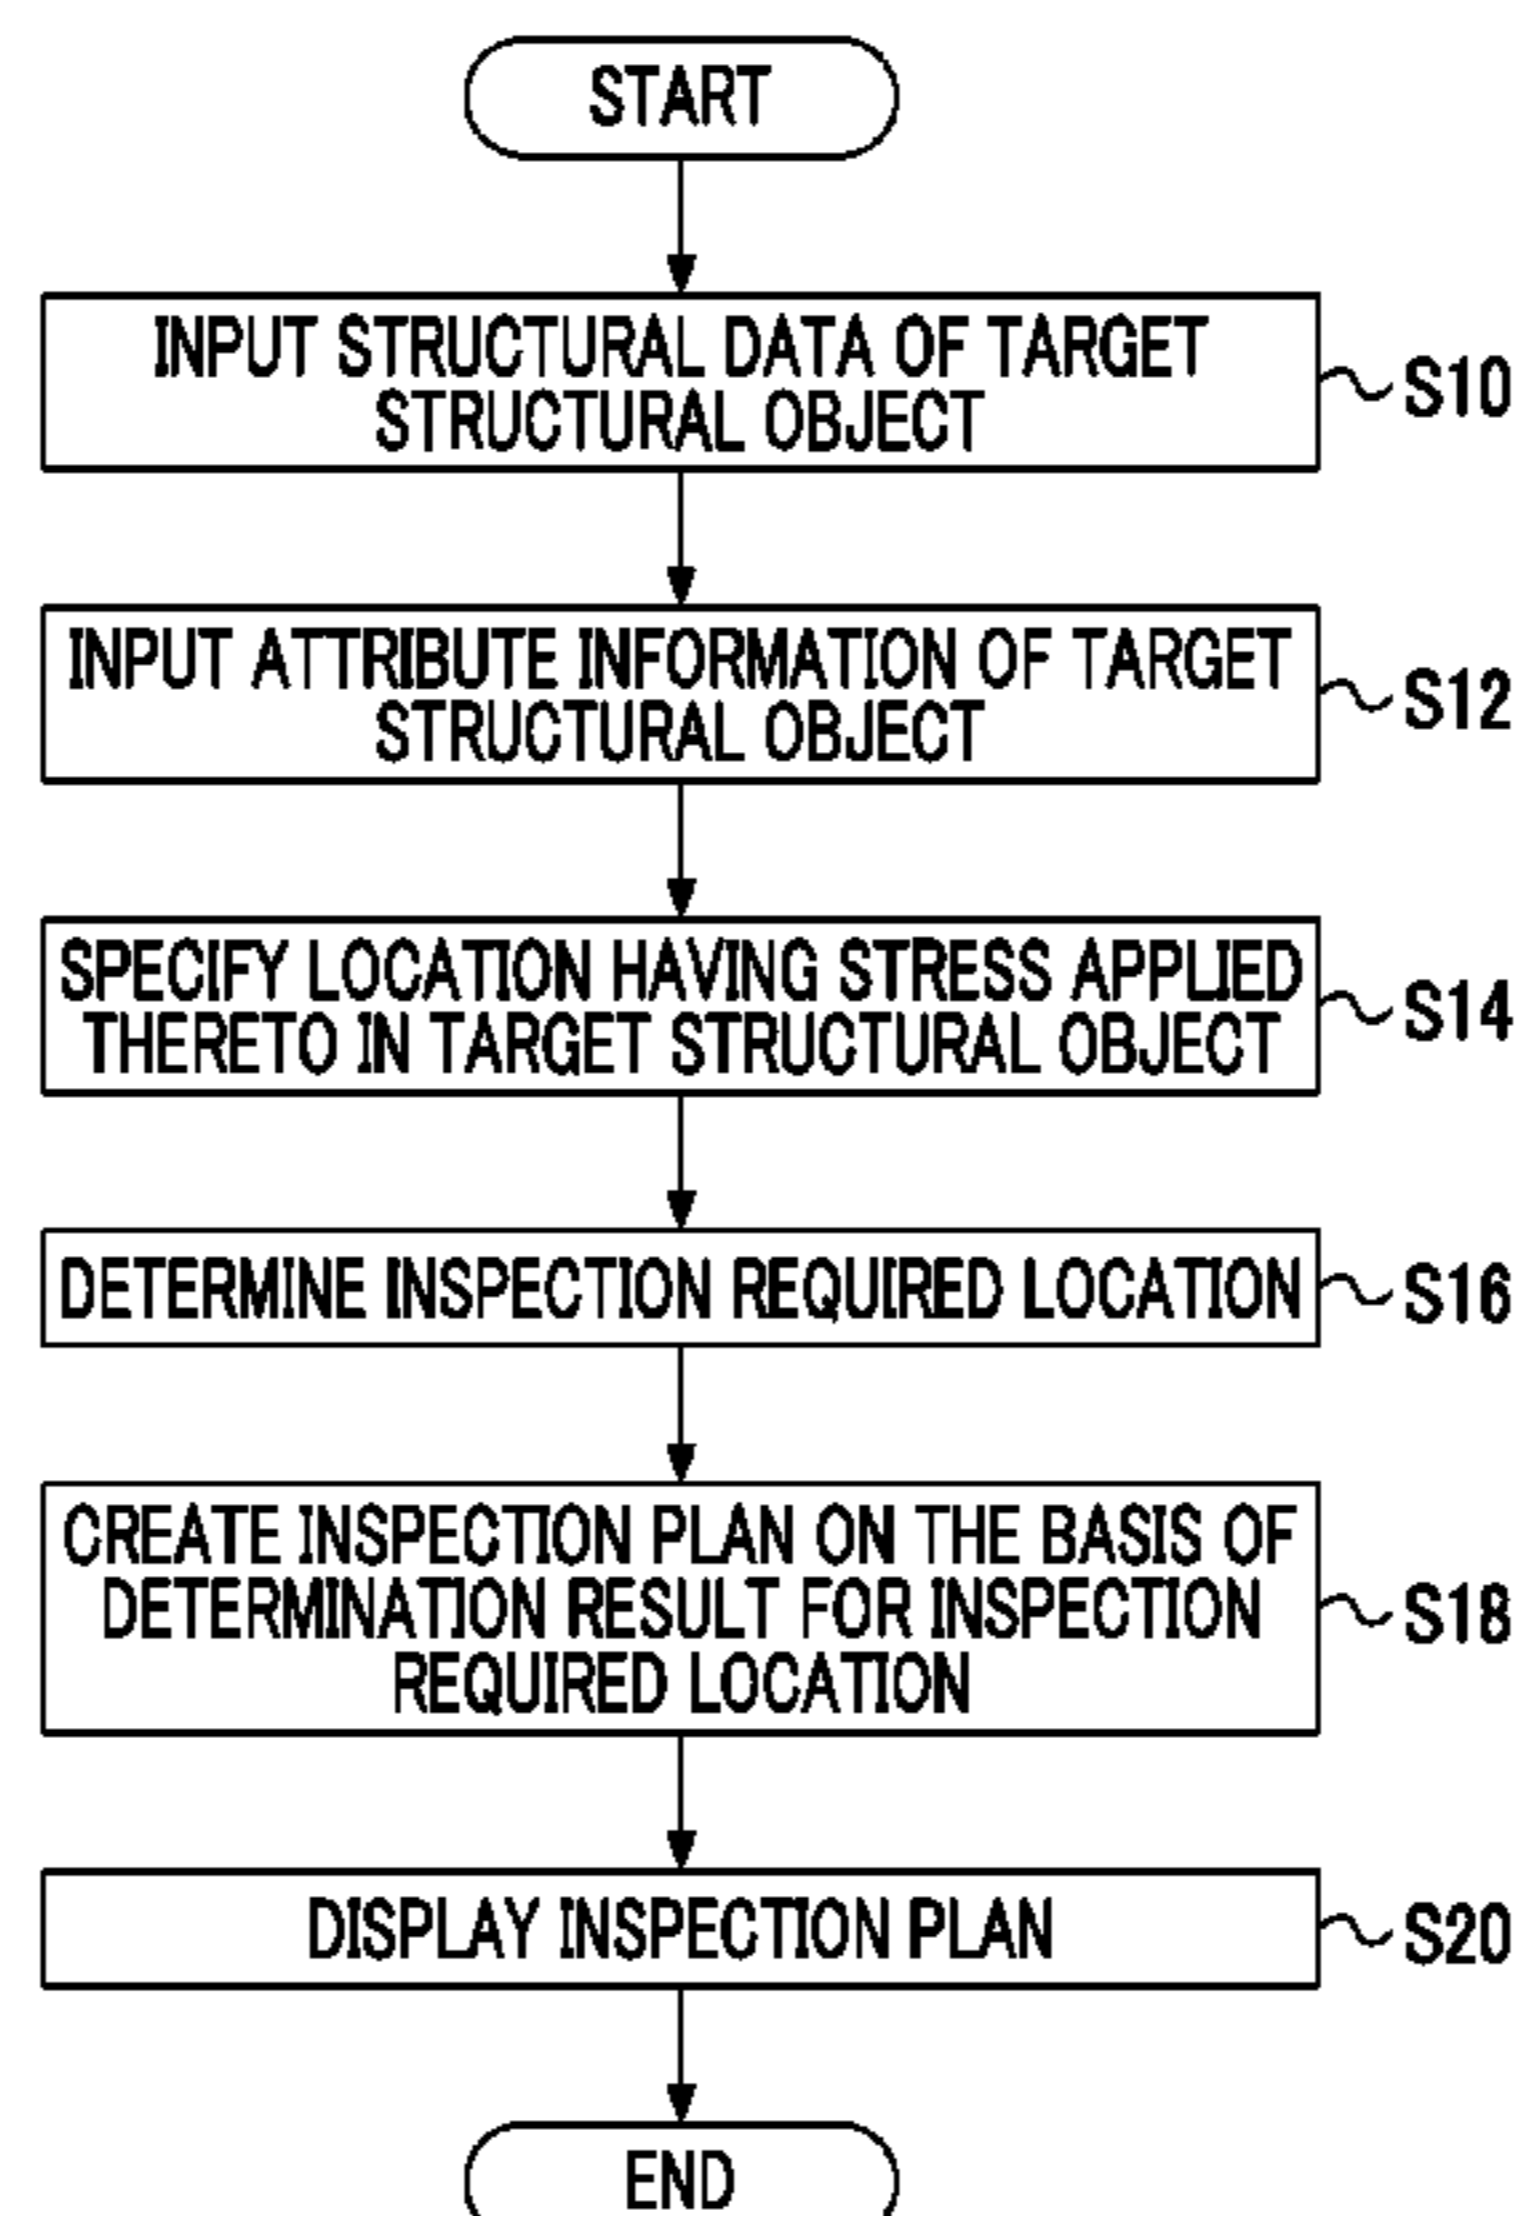 START
INPUT STRUCTURAL DATA OF TARGET
STRUCTURAL OBJECT
S10
INPUT ATTRIBUTE INFORMATION OF TARGET
STRUCTURAL OBJECT
S12
SPECIFY LOCATION HAVING STRESS APPLIED
THERETO IN TARGET STRUCTURAL OBJECT
S14
DETERMINE INSPECTION REQUIRED LOCATION
S16
CREATE INSPECTION PLAN ON THE BASIS OF
DETERMINATION RESULT FOR INSPECTION
REQUIRED LOCATION
S18
DISPLAY INSPECTION PLAN
S20
END